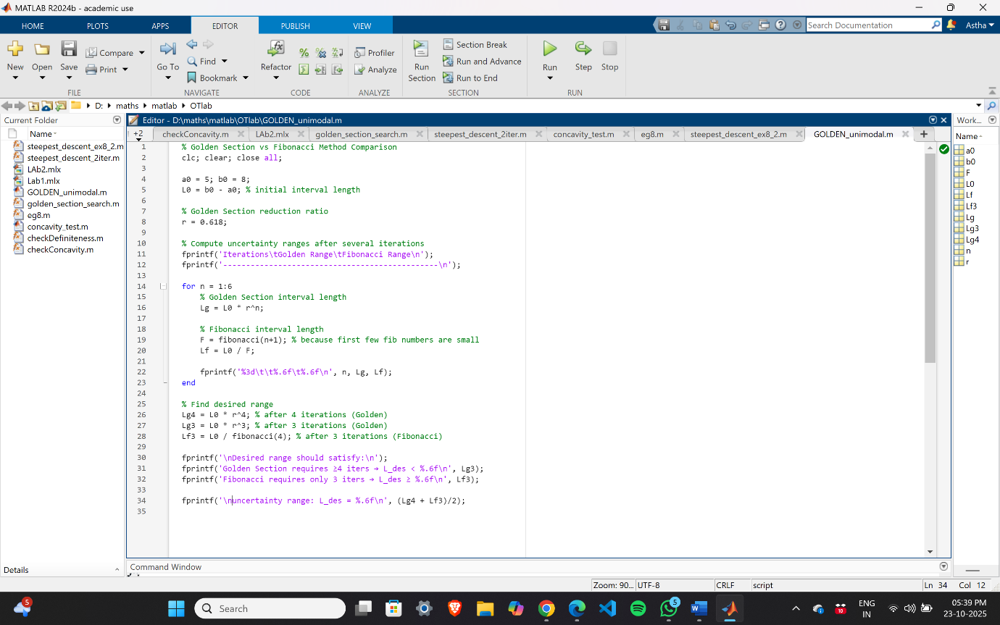 MATLAB R2024b - academic use
HOME PLOTS APPS EDITOR PUBLISH VIEW
Search Documentation
Astha
New Open Save Compare Print
FILE
Go To Find Bookmark
NAVIGATE
Refactor
CODE
Profiler
Analyze
ANALYZE
Run Section
Section Break
Run and Advance
Run to End
SECTION
Run Step Stop
RUN
D: maths matlab OTlab
Current Folder
Name
steepest_descent_ex8_2.m
steepest_descent_2iter.m
LAb2.mlx
Lab1.mlx
GOLDEN_unimodal.m
golden_section_search.m
eg8.m
concavity_test.m
checkDefiniteness.m
checkConcavity.m
Details
Editor - D:\maths\matlab\OTlab\GOLDEN_unimodal.m
+2 checkConcavity.m LAb2.mlx golden_section_search.m steepest_descent_2iter.m concavity_test.m eg8.m steepest_descent_ex8_2.m GOLDEN_unimodal.m
1 % Golden Section vs Fibonacci Method Comparison
2 clc; clear; close all;
3
4 a0 = 5; b0 = 8;
5 L0 = b0 - a0; % initial interval length
6
7 % Golden Section reduction ratio
8 r = 0.618;
9
10 % Compute uncertainty ranges after several iterations
11 fprintf('Iterations\tGolden Range\tFibonacci Range\n');
12 fprintf('-----------------------------------------------\n');
13
14 for n = 1:6
15 % Golden Section interval length
16 Lg = L0 * r^n;
17
18 % Fibonacci interval length
19 F = fibonacci(n+1); % because first few fib numbers are small
20 Lf = L0 / F;
21
22 fprintf('%3d\t\t%.6f\t%.6f\n', n, Lg, Lf);
23 end
24
25 % Find desired range
26 Lg4 = L0 * r^4; % after 4 iterations (Golden)
27 Lg3 = L0 * r^3; % after 3 iterations (Golden)
28 Lf3 = L0 / fibonacci(4); % after 3 iterations (Fibonacci)
29
30 fprintf('\nDesired range should satisfy:\n');
31 fprintf('Golden Section requires ≥4 iters → L_des < %.6f\n', Lg3);
32 fprintf('Fibonacci requires only 3 iters → L_des ≥ %.6f\n', Lf3);
33
34 fprintf('\nuncertainty range: L_des = %.6f\n', (Lg4 + Lf3)/2);
35
Command Window
Work...
Name
a0
b0
F
L0
Lf
Lf3
Lg
Lg3
Lg4
n
r
Zoom: 90... UTF-8 CRLF script Ln 34 Col 12
5
Search
5
10
ENG
IN
05:39 PM
23-10-2025